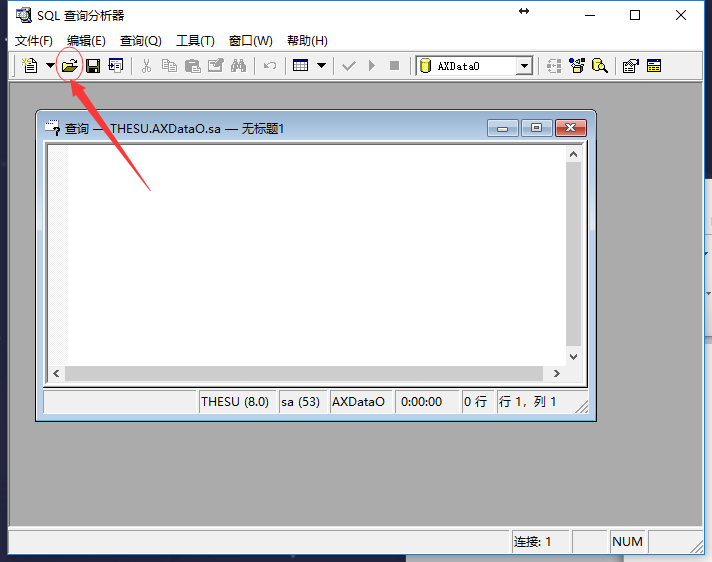 SQL 查询分析器
文件(F) 编辑(E) 查询(Q) 工具(T) 窗口(W) 帮助(H)
AXDataO
查询 — THESU.AXDataO.sa — 无标题1
THESU (8.0) sa (53) AXDataO 0:00:00 0 行 行 1，列 1
连接: 1 NUM